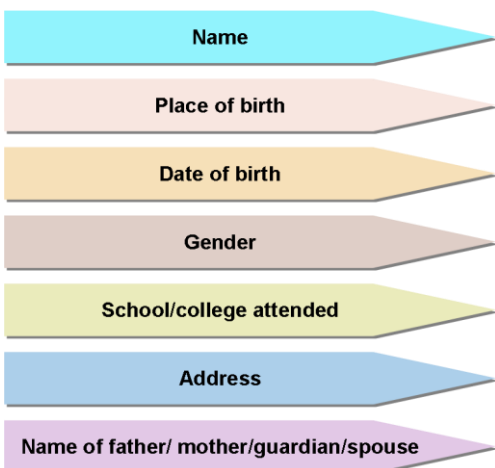 Name
Place of birth
Date of birth
Gender
School/college attended
Address
Name of father/ mother/guardian/spouse